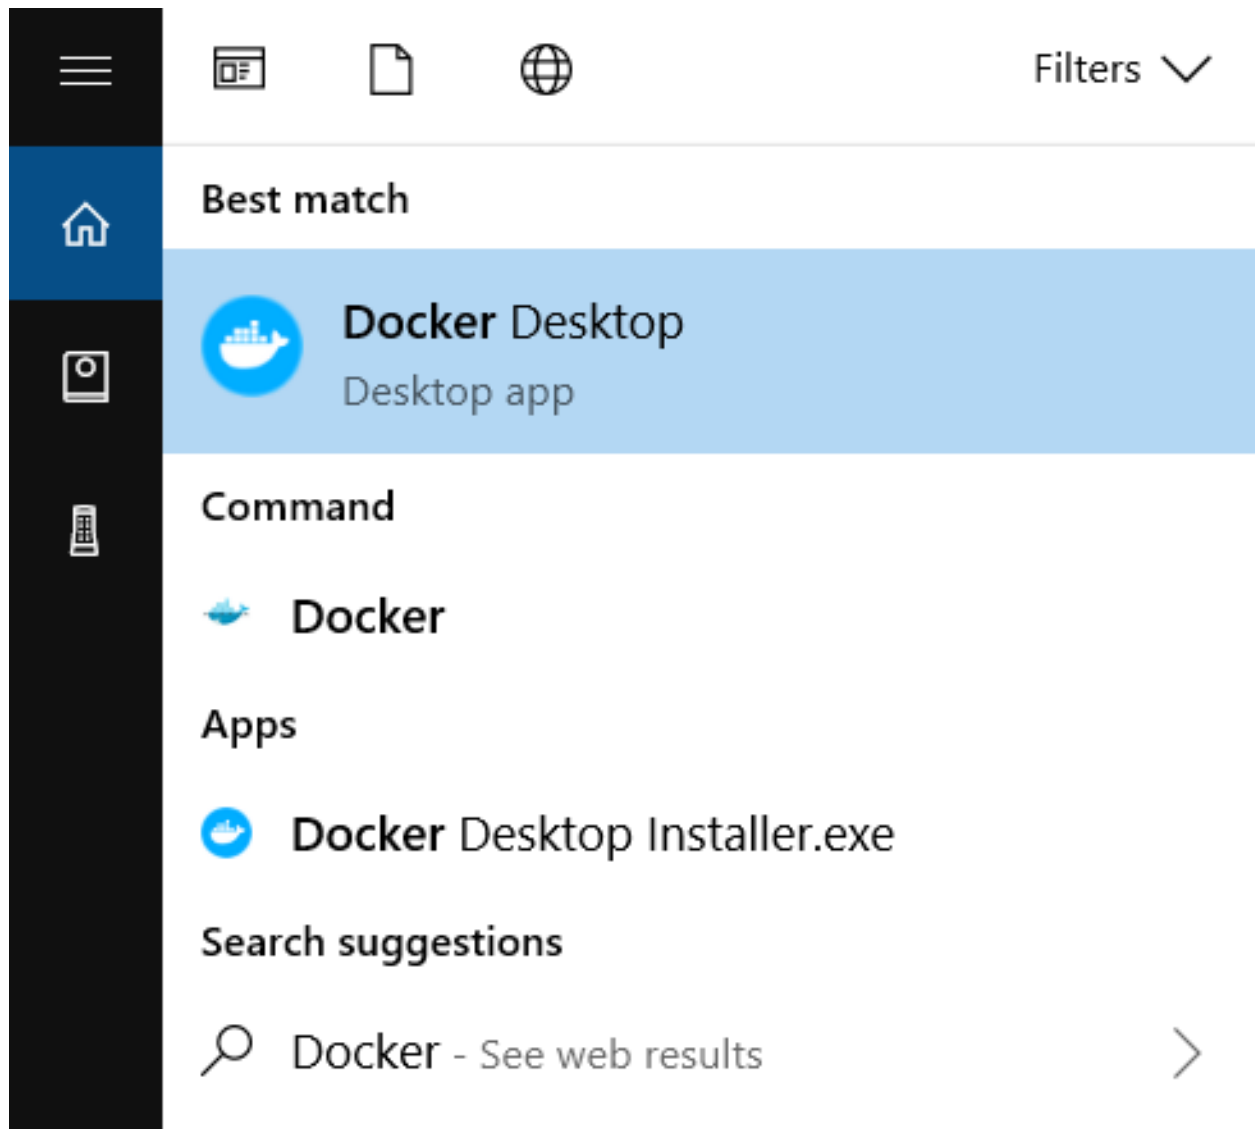 Filters
Best match
Docker Desktop
Desktop app
Command
Docker
Apps
Docker Desktop Installer.exe
Search suggestions
Docker - See web results